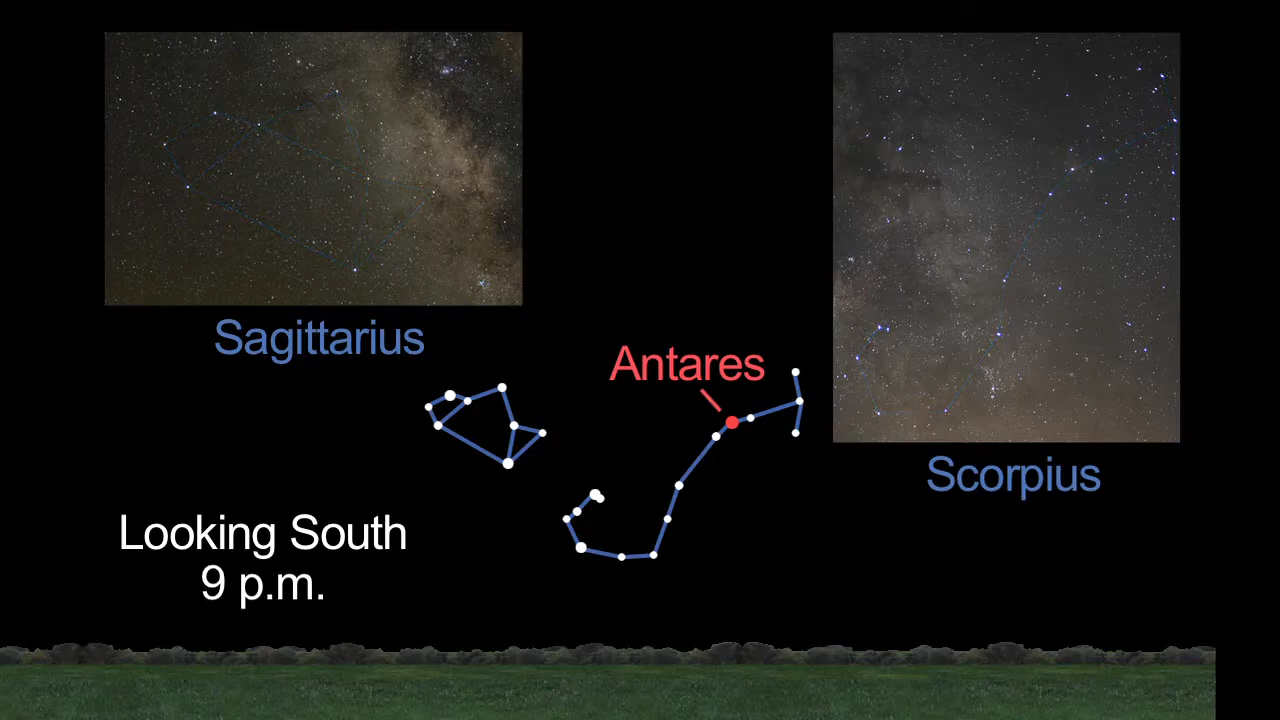 Sagittarius
Antares
Scorpius
Looking South
9 p.m.